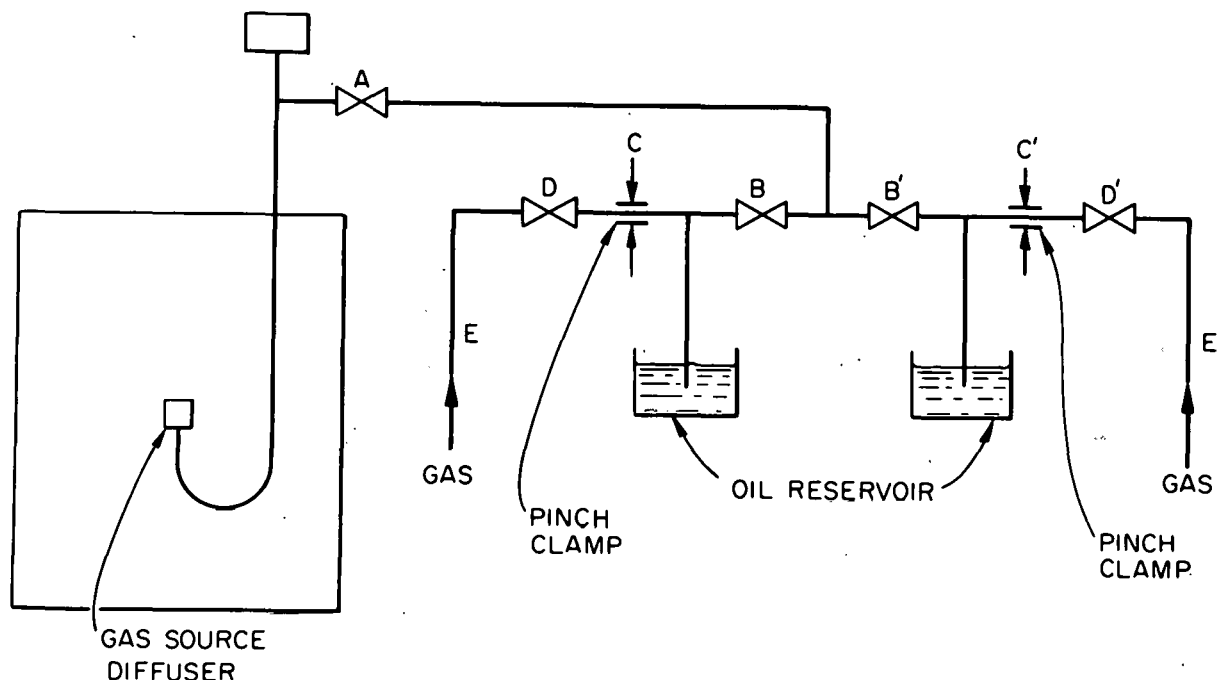 A
C
C'
D
B
B'
D'
E
E
GAS
OIL RESERVOIR
GAS
PINCH
CLAMP
PINCH
CLAMP
GAS SOURCE
DIFFUSER